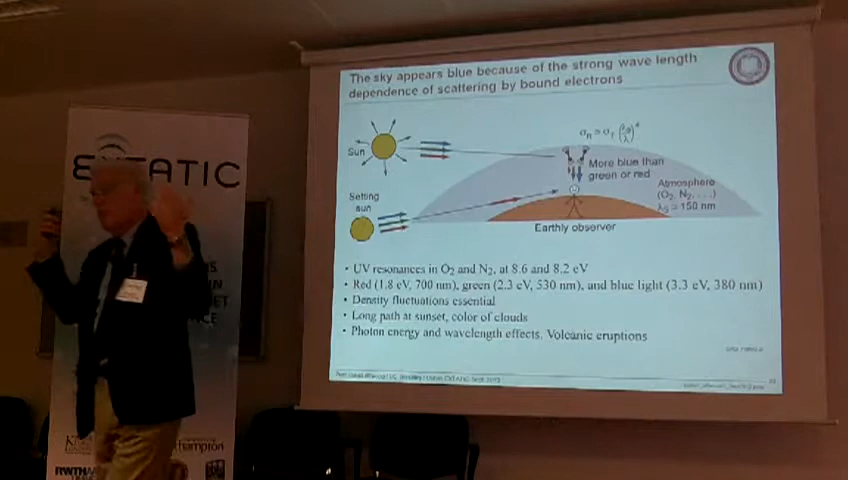 The sky appears blue because of the strong wave length
dependence of scattering by bound electrons
Sun
More blue than
green or red
Atmosphere
(O₂, N₂, . . .)
Setting
sun
Earthly observer
• UV resonances in O₂ and N₂, at 8.6 and 8.2 eV
• Red (1.8 eV, 700 nm), green (2.3 eV, 530 nm), and blue light (3.3 eV, 380 nm)
• Density fluctuations essential
• Long path at sunset, color of clouds
• Photon energy and wavelength effects. Volcanic eruptions
TATIC
RWTH